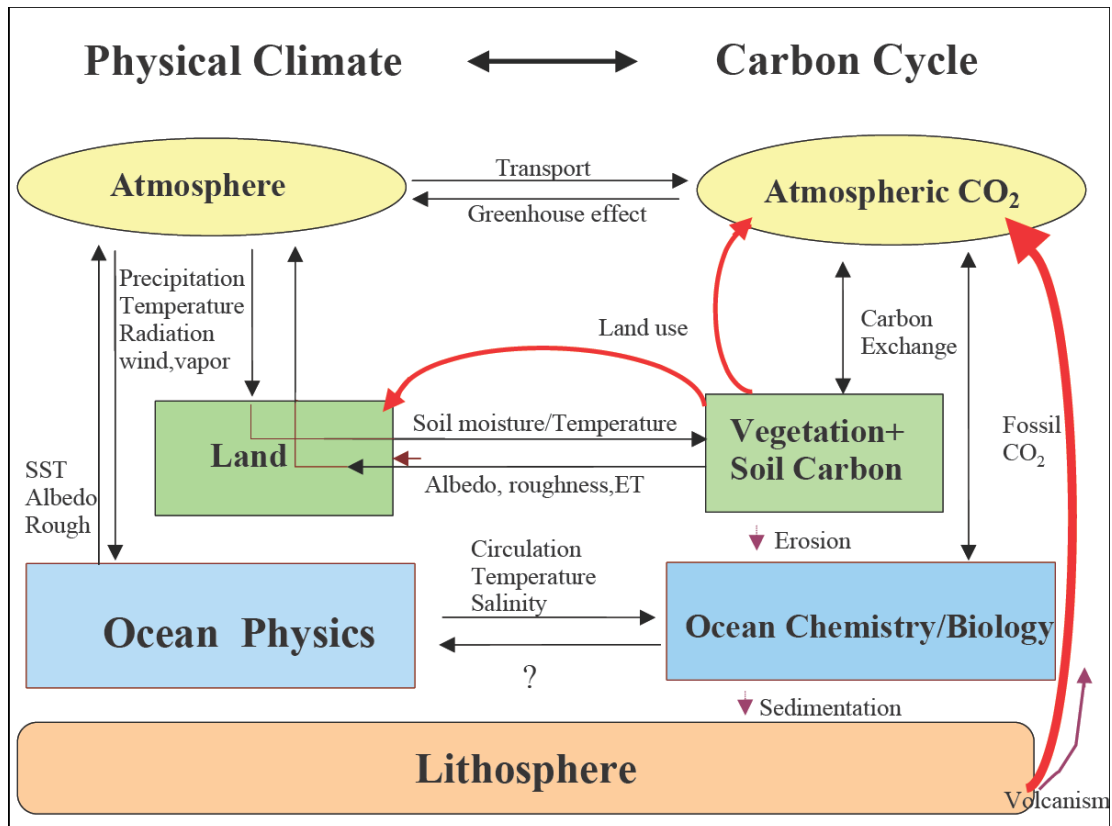 Physical Climate
Carbon Cycle
Atmosphere
Transport
Greenhouse effect
Atmospheric CO₂
Precipitation
Temperature
Radiation
wind,vapor
Land use
Carbon
Exchange
Fossil
CO₂
SST
Albedo
Rough
Land
Soil moisture/Temperature
Albedo, roughness,ET
Vegetation+
Soil Carbon
Erosion
Circulation
Temperature
Salinity
?
Ocean Physics
Ocean Chemistry/Biology
Sedimentation
Lithosphere
Volcanism